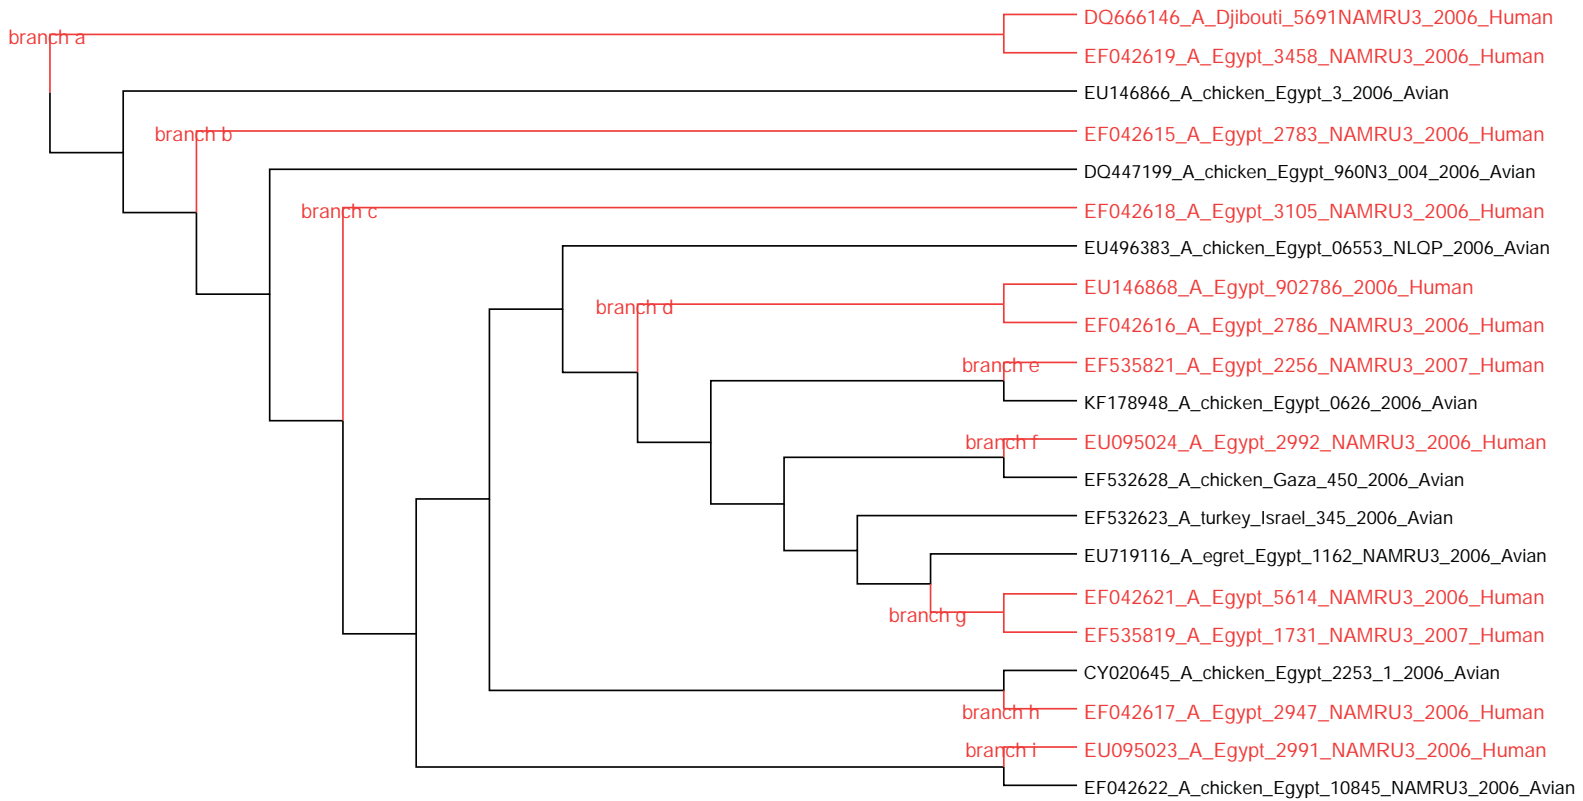 DQ666146_A_Djibouti_5691NAMRU3_2006_Human
branch a
EF042619_A_Egypt_3458_NAMRU3_2006_Human
EU146866_A_chicken_Egypt_3_2006_Avian
branch b
EF042615_A_Egypt_2783_NAMRU3_2006_Human
DQ447199_A_chicken_Egypt_960N3_004_2006_Avian
branch c
EF042618_A_Egypt_3105_NAMRU3_2006_Human
EU496383_A_chicken_Egypt_06553_NLQP_2006_Avian
EU146868_A_Egypt_902786_2006_Human
branch d
EF042616_A_Egypt_2786_NAMRU3_2006_Human
branch e
EF535821_A_Egypt_2256_NAMRU3_2007_Human
KF178948_A_chicken_Egypt_0626_2006_Avian
branch f
EU095024_A_Egypt_2992_NAMRU3_2006_Human
EF532628_A_chicken_Gaza_450_2006_Avian
EF532623_A_turkey_Israel_345_2006_Avian
EU719116_A_egret_Egypt_1162_NAMRU3_2006_Avian
EF042621_A_Egypt_5614_NAMRU3_2006_Human
branch g
EF535819_A_Egypt_1731_NAMRU3_2007_Human
CY020645_A_chicken_Egypt_2253_1_2006_Avian
branch h
EF042617_A_Egypt_2947_NAMRU3_2006_Human
branch i
EU095023_A_Egypt_2991_NAMRU3_2006_Human
EF042622_A_chicken_Egypt_10845_NAMRU3_2006_Avian